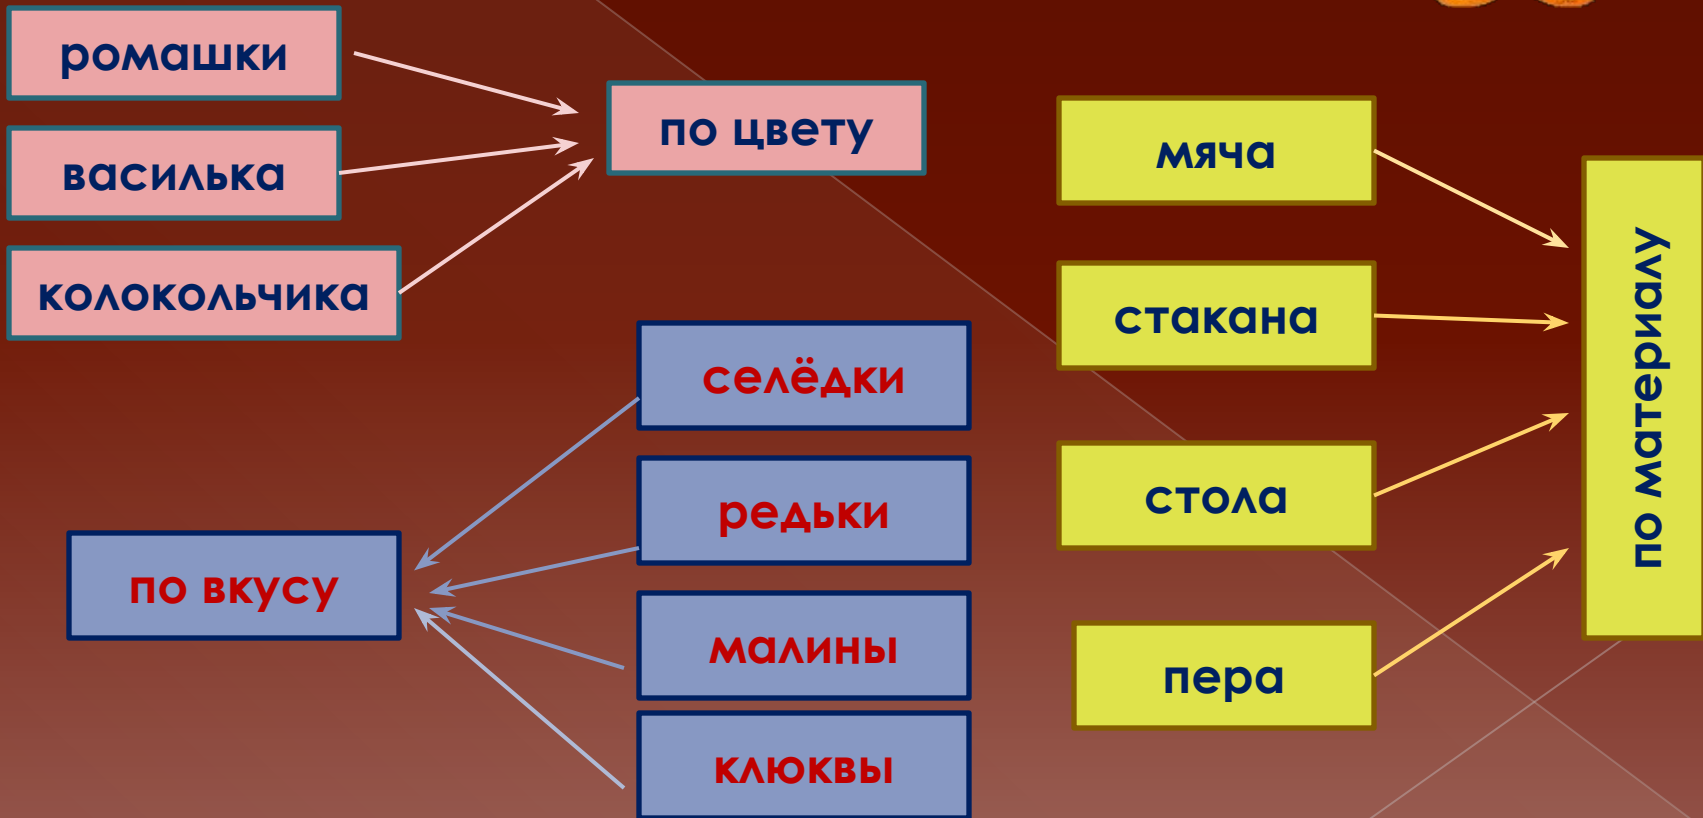 ромашки
василька
колокольчика
по цвету
селёдки
редьки
малины
клюквы
по вкусу
мяча
стакана
стола
пера
по материалу